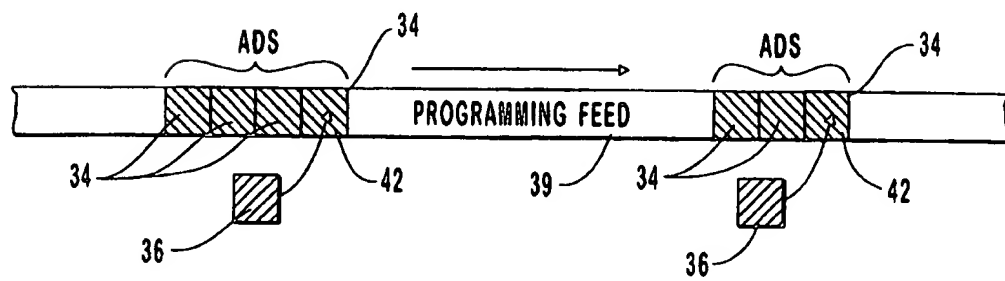 ADS 34 ADS 34
PROGRAMMING FEED
34 42 39 34 42
36 36